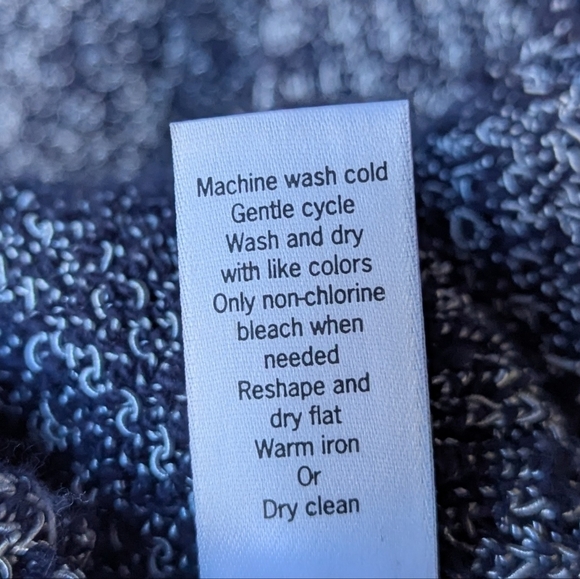 Machine wash cold
Gentle cycle
Wash and dry
with like colors
Only non-chlorine
bleach when
needed
Reshape and
dry flat
Warm iron
Or
Dry clean